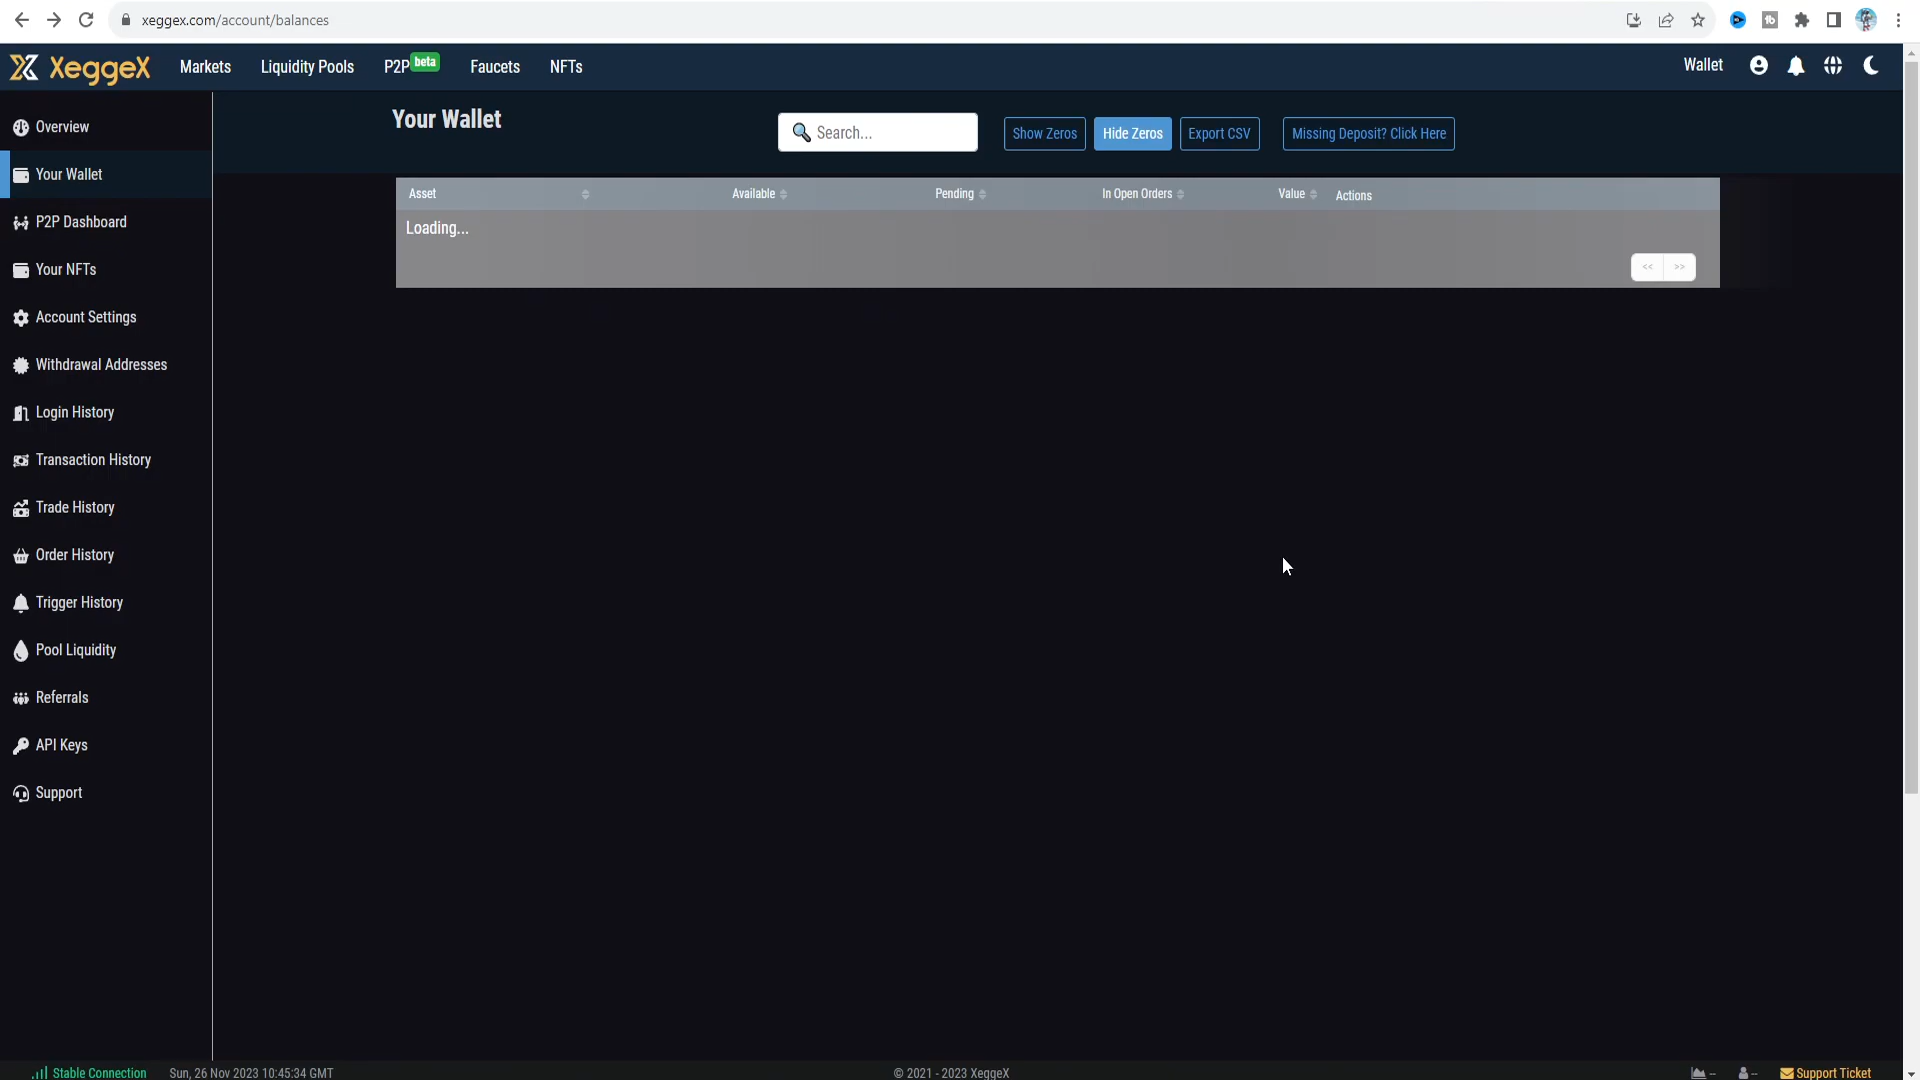 xeggex.com/account/balances
XeggeX
Markets
Liquidity Pools
P2P beta
Faucets
NFTs
Wallet
Overview
Your Wallet
P2P Dashboard
Your NFTs
Account Settings
Withdrawal Addresses
Login History
Transaction History
Trade History
Order History
Trigger History
Pool Liquidity
Referrals
API Keys
Support
Your Wallet
Search...
Show Zeros
Hide Zeros
Export CSV
Missing Deposit? Click Here
Asset Available Pending In Open Orders Value Actions
Loading...
<< >>
Stable Connection
Sun, 26 Nov 2023 10:45:34 GMT
© 2021 - 2023 XeggeX
--
--
Support Ticket